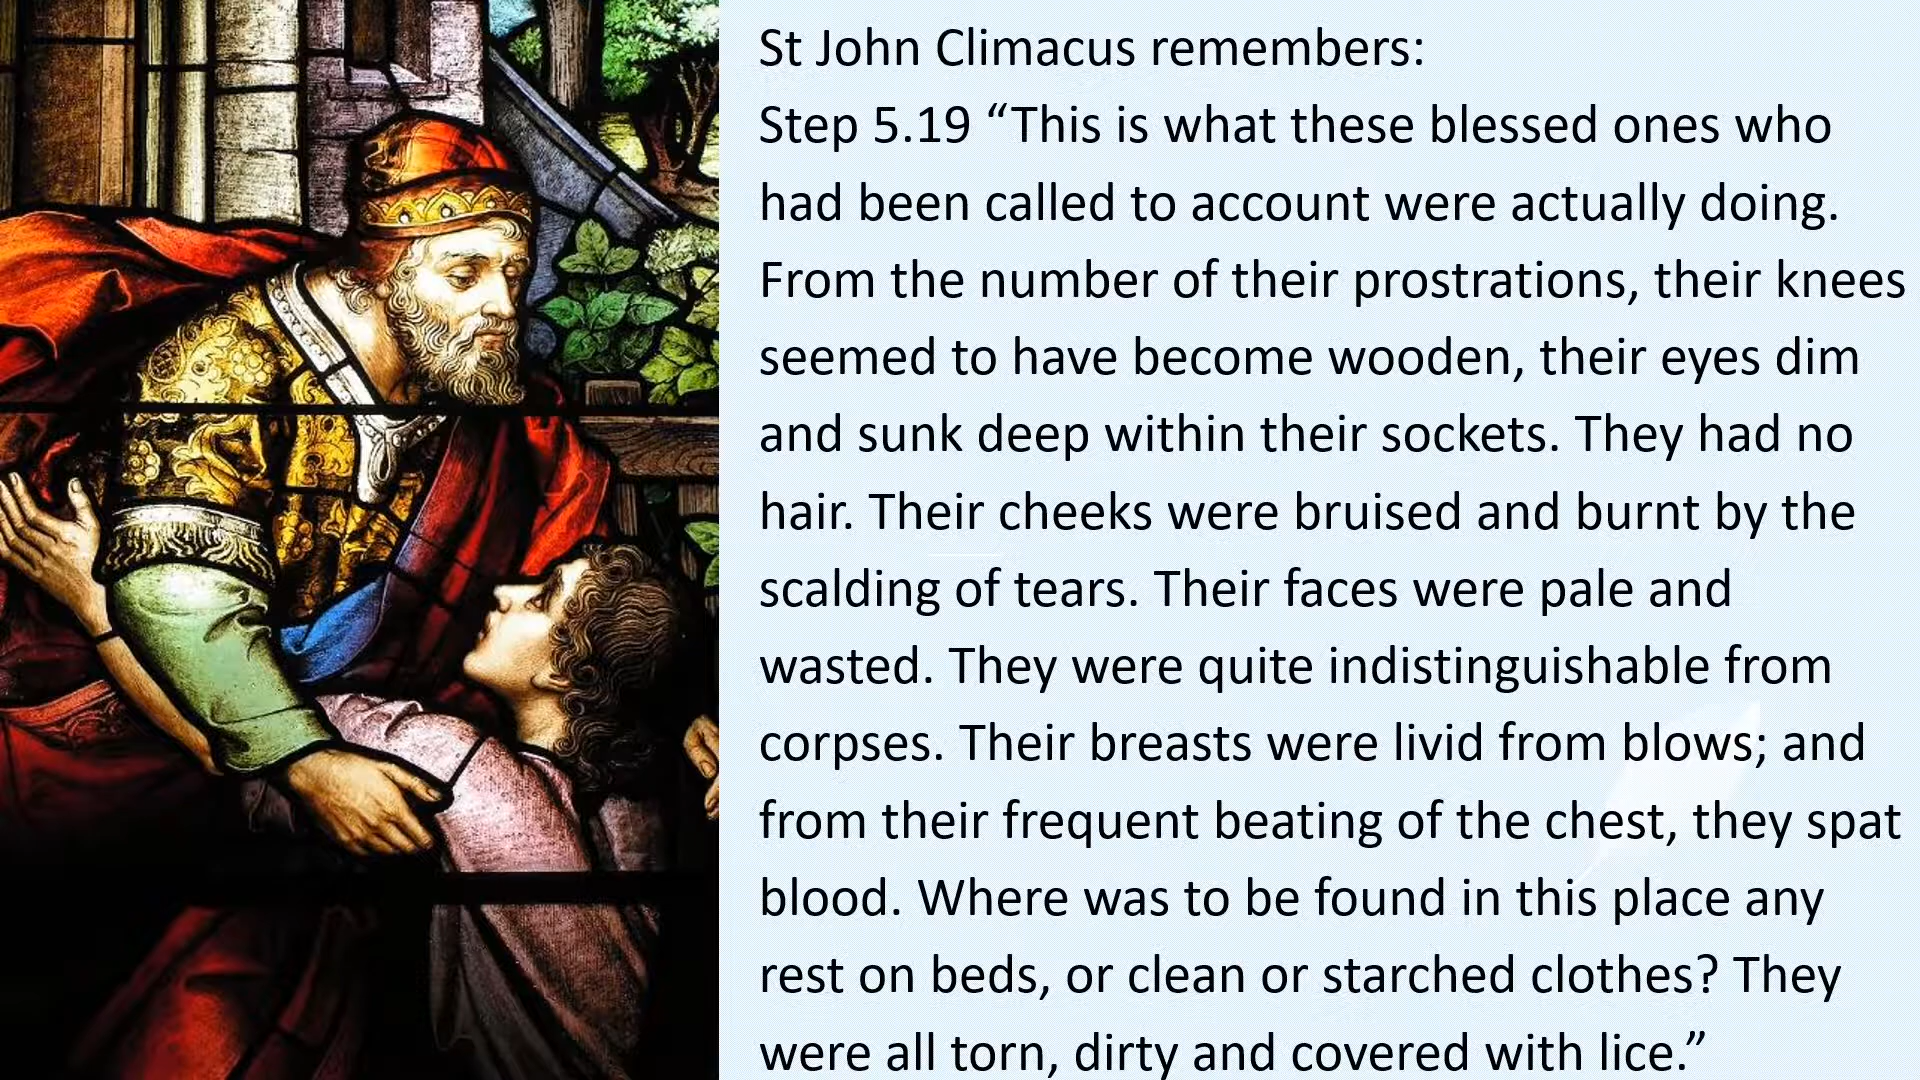 St John Climacus remembers:
Step 5.19 “This is what these blessed ones who
had been called to account were actually doing.
From the number of their prostrations, their knees
seemed to have become wooden, their eyes dim
and sunk deep within their sockets. They had no
hair. Their cheeks were bruised and burnt by the
scalding of tears. Their faces were pale and
wasted. They were quite indistinguishable from
corpses. Their breasts were livid from blows; and
from their frequent beating of the chest, they spat
blood. Where was to be found in this place any
rest on beds, or clean or starched clothes? They
were all torn, dirty and covered with lice.”